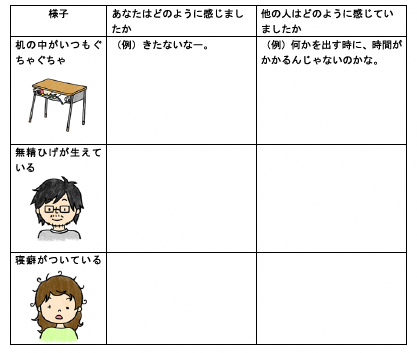 様子
あなたはどのように感じまし
たか
他の人はどのように感じてい
ましたか
机の中がいつもぐ
ちゃぐちゃ
（例）きたないなー。
（例）何かを出す時に、時間が
かかるんじゃないのかな。
無精ひげが生えて
いる
寝癖がついている